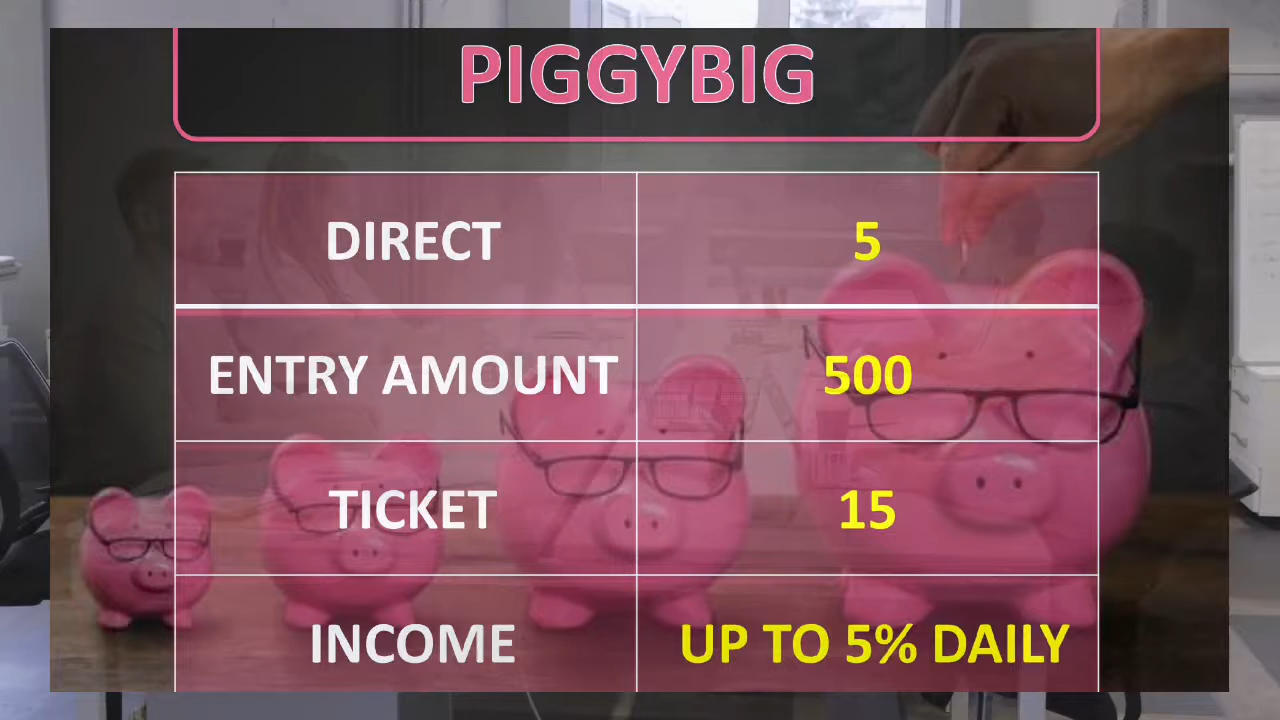 PIGGYBIG
DIRECT 5
ENTRY AMOUNT 500
TICKET 15
INCOME UP TO 5% DAILY